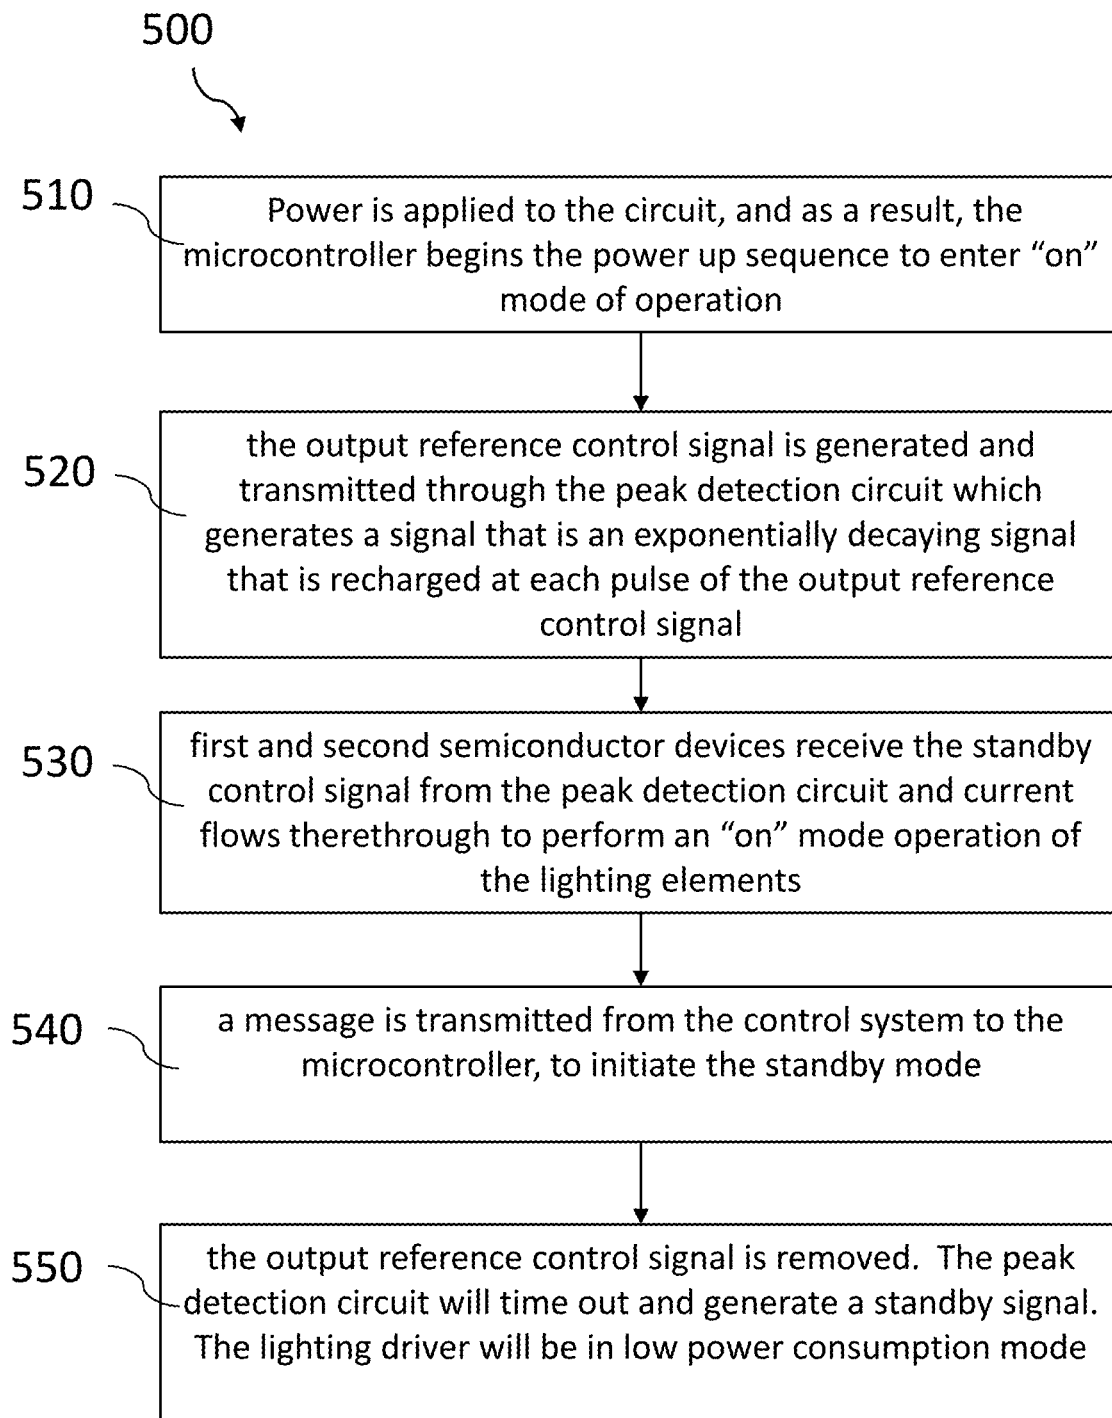 500
510
Power is applied to the circuit, and as a result, the
microcontroller begins the power up sequence to enter “on”
mode of operation
520
the output reference control signal is generated and
transmitted through the peak detection circuit which
generates a signal that is an exponentially decaying signal
that is recharged at each pulse of the output reference
control signal
530
first and second semiconductor devices receive the standby
control signal from the peak detection circuit and current
flows therethrough to perform an “on” mode operation of
the lighting elements
540
a message is transmitted from the control system to the
microcontroller, to initiate the standby mode
550
the output reference control signal is removed.  The peak
detection circuit will time out and generate a standby signal.
The lighting driver will be in low power consumption mode